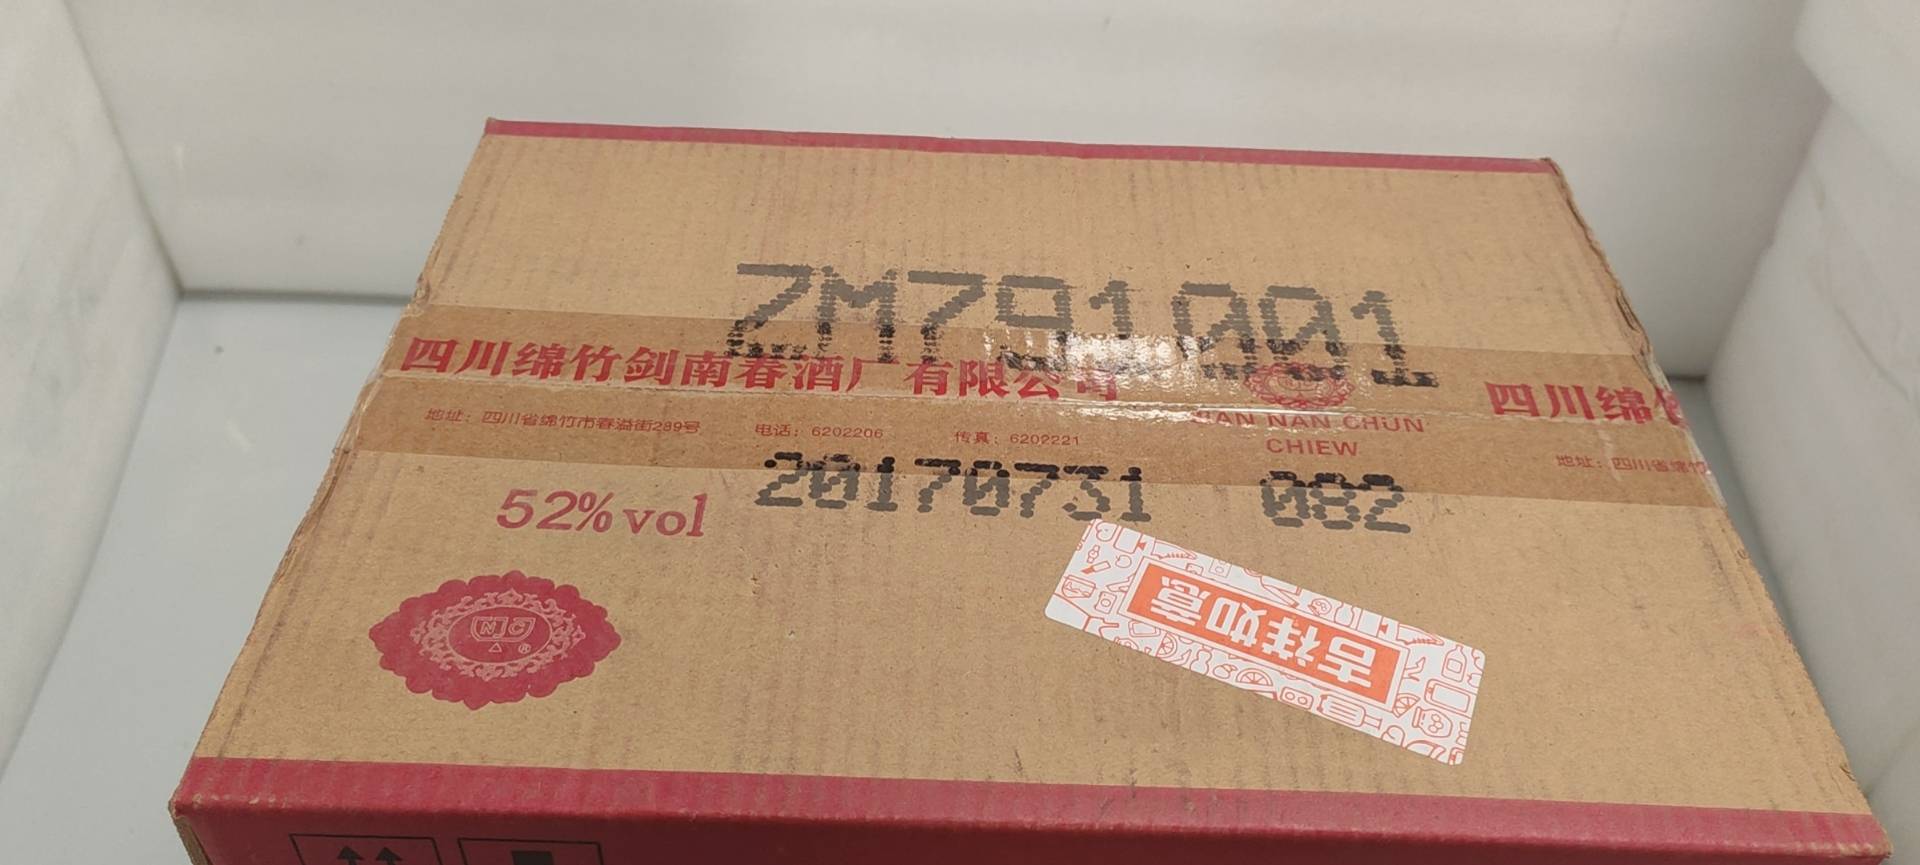 ZM791001
四川绵竹剑南春酒厂有限公司
四川绵竹
地址：四川省绵竹市春溢街289号 电话：6202206 传真：6202221
JIAN NAN CHUN
CHIEW
地址：四川省绵竹
20170731 082
52%vol
吉祥如意